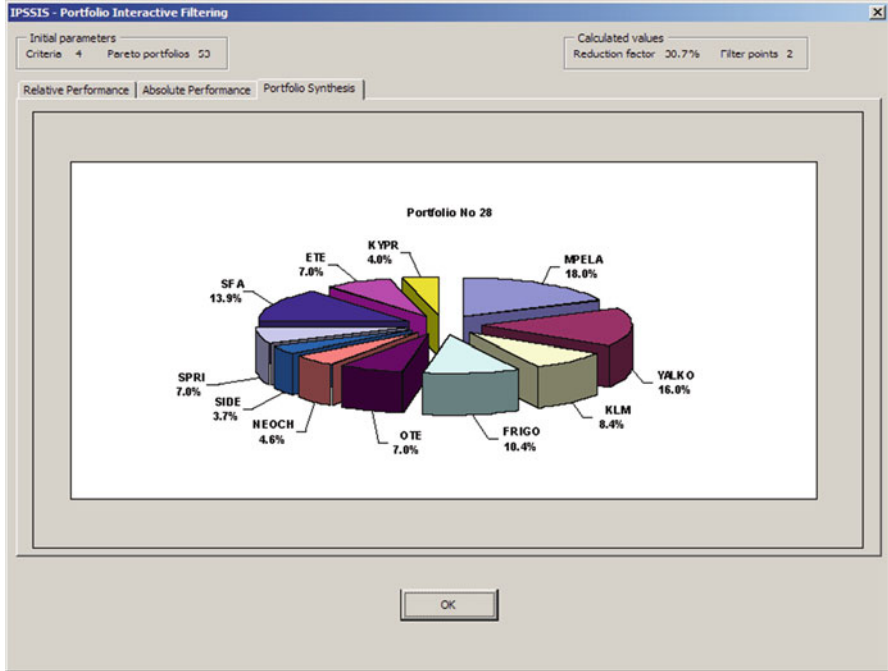 IPSSIS - Portfolio Interactive Filtering
Initial parameters
Criteria 4 Pareto portfolios 53
Calculated values
Reduction factor 30.7% Filter points 2
Relative Performance
Absolute Performance
Portfolio Synthesis
Portfolio No 28
MPELA
18.0%
YALKO
16.0%
KLM
8.4%
FRIGO
10.4%
OTE
7.0%
NEOCH
4.6%
SIDE
3.7%
SPRI
7.0%
SFA
13.9%
ETE
7.0%
KYPR
4.0%
OK